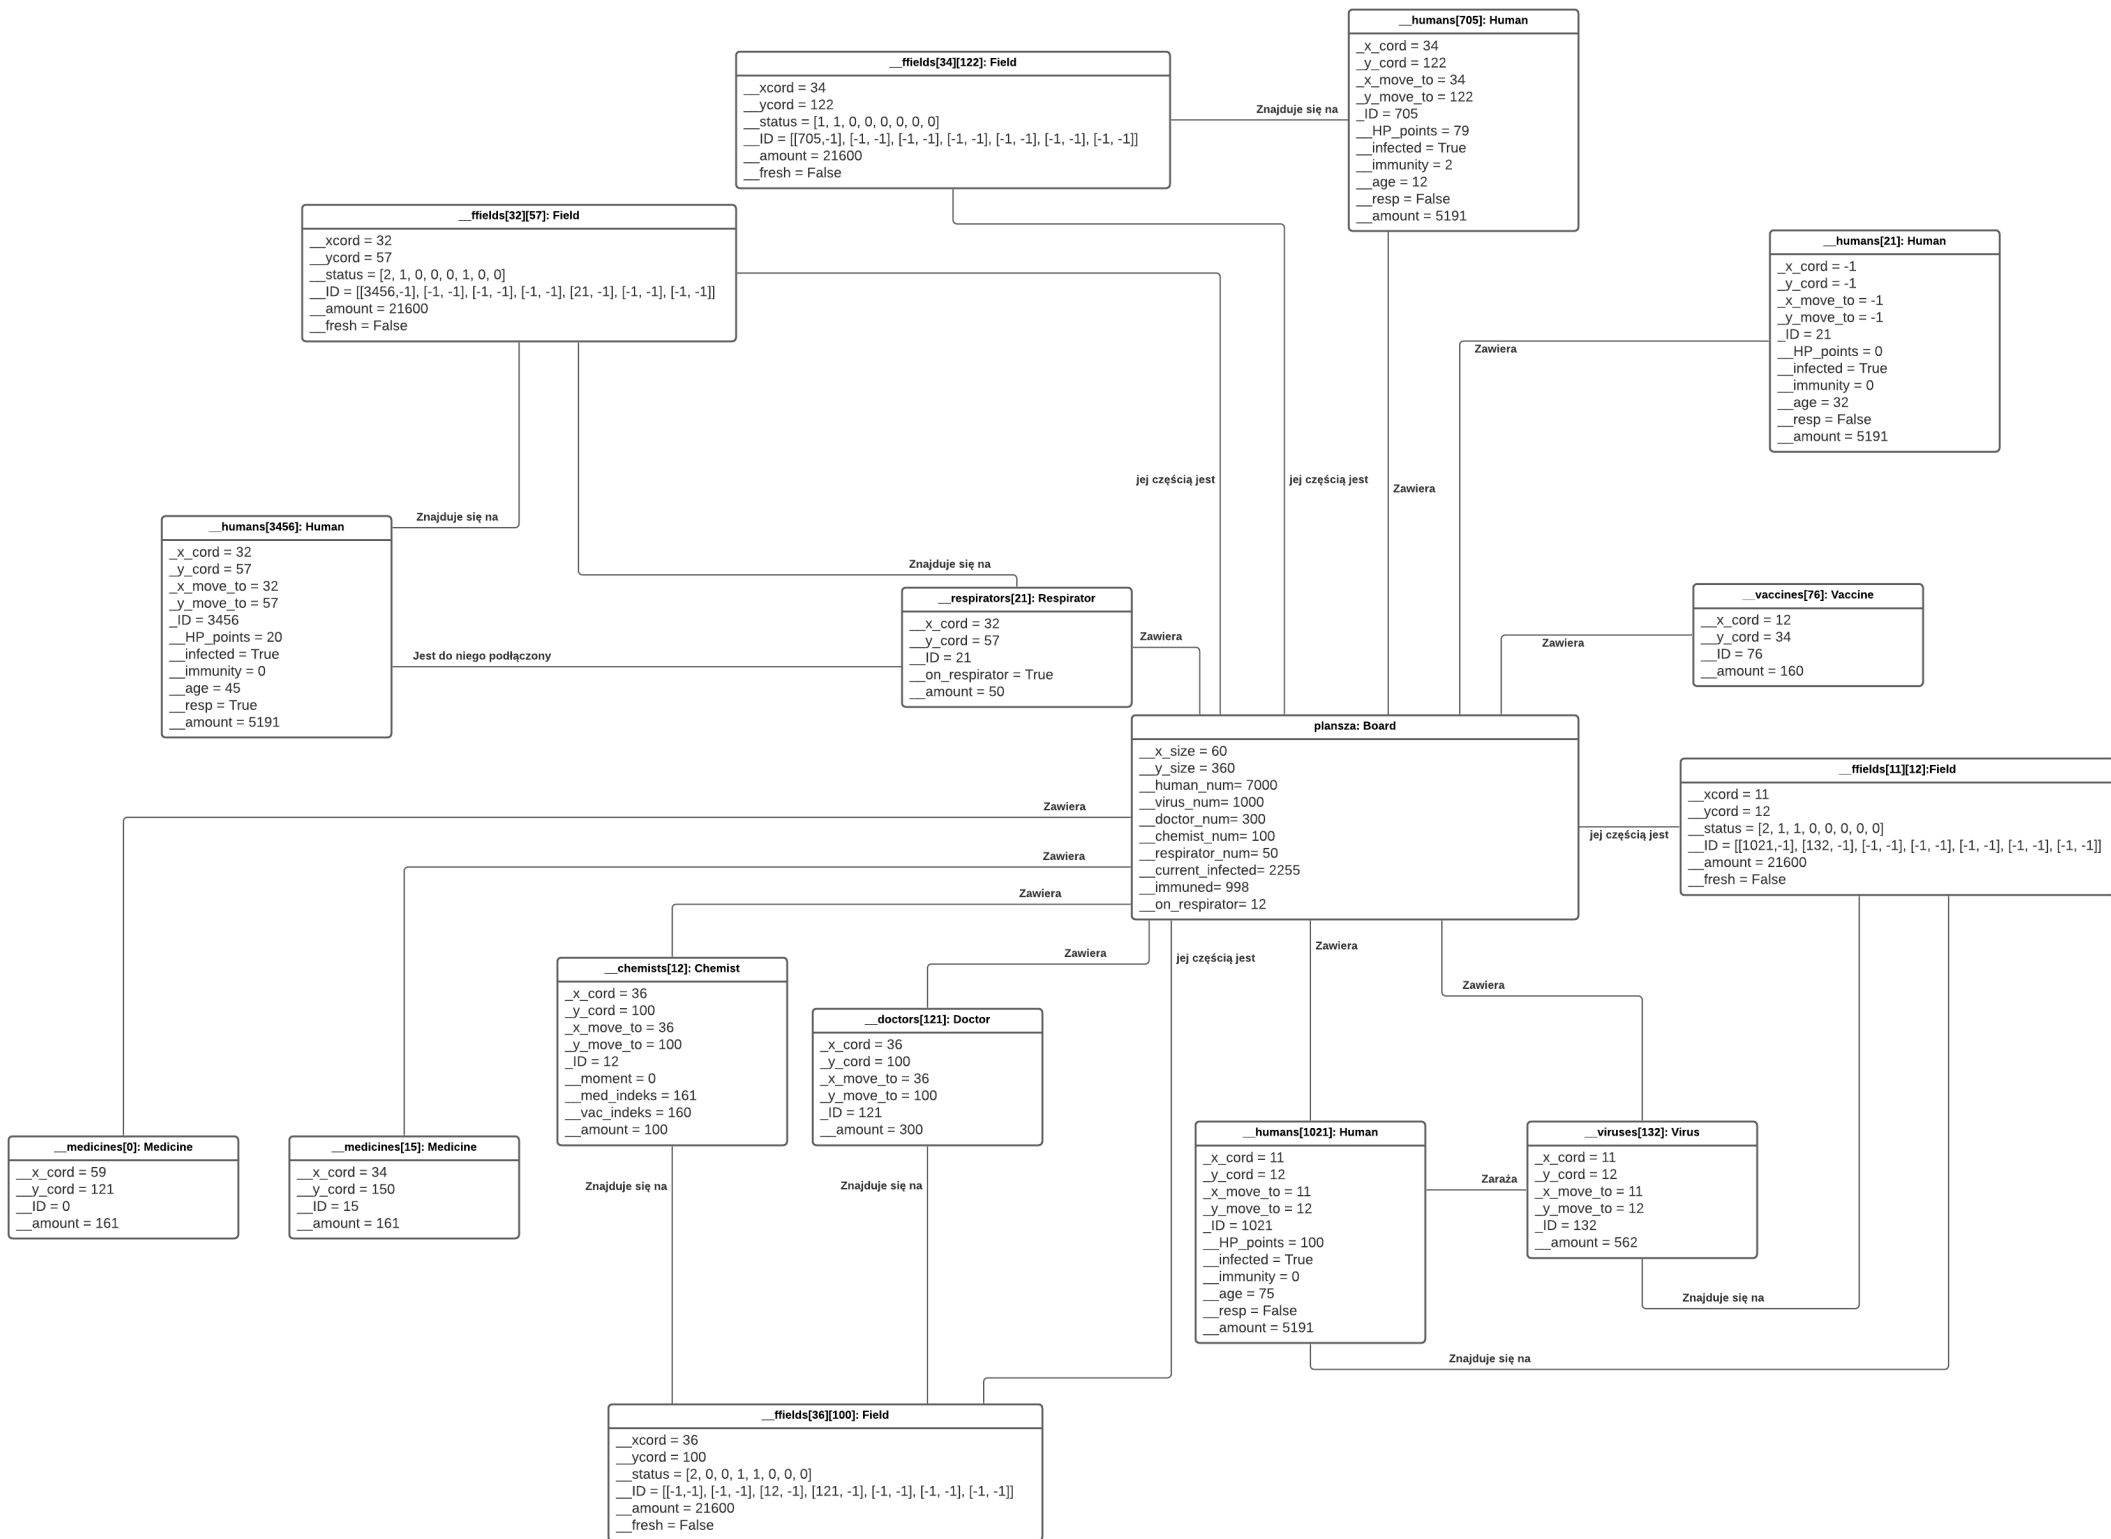 __humans[705]: Human
_x_cord = 34
_y_cord = 122
_x_move_to = 34
_y_move_to = 122
_ID = 705
__HP_points = 79
__infected = True
__immunity = 2
__age = 12
__resp = False
__amount = 5191
__ffields[34][122]: Field
__xcord = 34
__ycord = 122
__status = [1, 1, 0, 0, 0, 0, 0, 0]
__ID = [[705,-1], [-1, -1], [-1, -1], [-1, -1], [-1, -1], [-1, -1], [-1, -1]]
__amount = 21600
__fresh = False
Znajduje się na
__ffields[32][57]: Field
__xcord = 32
__ycord = 57
__status = [2, 1, 0, 0, 0, 1, 0, 0]
__ID = [[3456,-1], [-1, -1], [-1, -1], [-1, -1], [21, -1], [-1, -1], [-1, -1]]
__amount = 21600
__fresh = False
__humans[21]: Human
_x_cord = -1
_y_cord = -1
_x_move_to = -1
_y_move_to = -1
_ID = 21
__HP_points = 0
__infected = True
__immunity = 0
__age = 32
__resp = False
__amount = 5191
Zawiera
jej częścią jest
jej częścią jest
Zawiera
__humans[3456]: Human
_x_cord = 32
_y_cord = 57
_x_move_to = 32
_y_move_to = 57
_ID = 3456
__HP_points = 20
__infected = True
__immunity = 0
__age = 45
__resp = True
__amount = 5191
Znajduje się na
Znajduje się na
__respirators[21]: Respirator
__x_cord = 32
__y_cord = 57
__ID = 21
__on_respirator = True
__amount = 50
Jest do niego podłączony
Zawiera
__vaccines[76]: Vaccine
__x_cord = 12
__y_cord = 34
__ID = 76
__amount = 160
Zawiera
plansza: Board
__x_size = 60
__y_size = 360
__human_num= 7000
__virus_num= 1000
__doctor_num= 300
__chemist_num= 100
__respirator_num= 50
__current_infected= 2255
__immuned= 998
__on_respirator= 12
jej częścią jest
__ffields[11][12]:Field
__xcord = 11
__ycord = 12
__status = [2, 1, 1, 0, 0, 0, 0, 0]
__ID = [[1021,-1], [132, -1], [-1, -1], [-1, -1], [-1, -1], [-1, -1], [-1, -1]]
__amount = 21600
__fresh = False
Zawiera
Zawiera
Zawiera
Zawiera
jej częścią jest
Zawiera
Zawiera
__chemists[12]: Chemist
_x_cord = 36
_y_cord = 100
_x_move_to = 36
_y_move_to = 100
_ID = 12
__moment = 0
__med_indeks = 161
__vac_indeks = 160
__amount = 100
__doctors[121]: Doctor
_x_cord = 36
_y_cord = 100
_x_move_to = 36
_y_move_to = 100
_ID = 121
__amount = 300
__medicines[0]: Medicine
__x_cord = 59
__y_cord = 121
__ID = 0
__amount = 161
__medicines[15]: Medicine
__x_cord = 34
__y_cord = 150
__ID = 15
__amount = 161
Znajduje się na
Znajduje się na
__humans[1021]: Human
_x_cord = 11
_y_cord = 12
_x_move_to = 11
_y_move_to = 12
_ID = 1021
__HP_points = 100
__infected = True
__immunity = 0
__age = 75
__resp = False
__amount = 5191
Zaraża
__viruses[132]: Virus
_x_cord = 11
_y_cord = 12
_x_move_to = 11
_y_move_to = 12
_ID = 132
__amount = 562
Znajduje się na
Znajduje się na
__ffields[36][100]: Field
__xcord = 36
__ycord = 100
__status = [2, 0, 0, 1, 1, 0, 0, 0]
__ID = [[-1,-1], [-1, -1], [12, -1], [121, -1], [-1, -1], [-1, -1], [-1, -1]]
__amount = 21600
__fresh = False